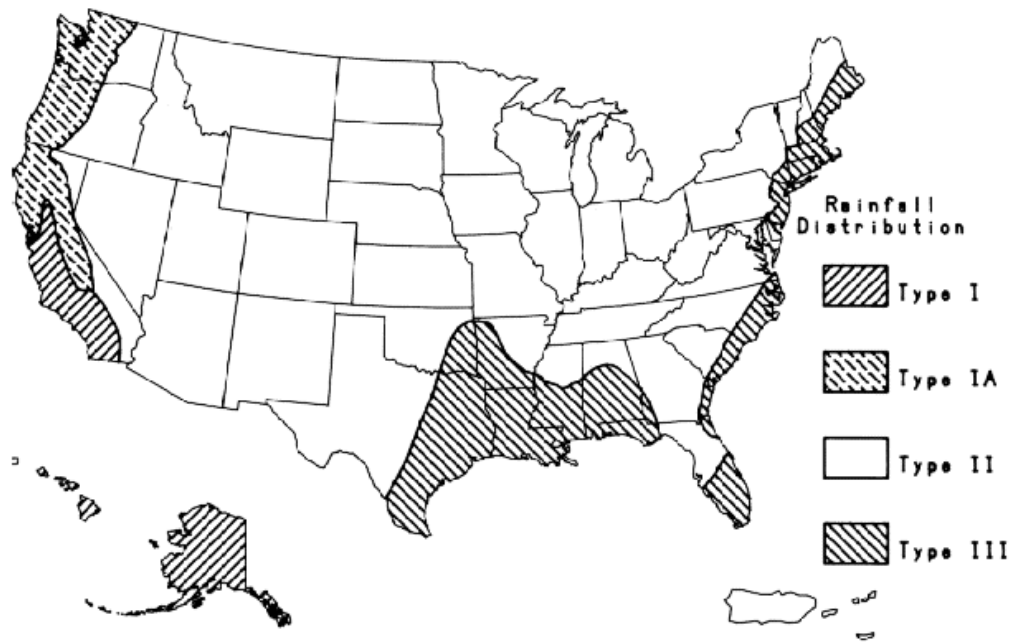 Rainfall
Distribution
Type I
Type IA
Type II
Type III